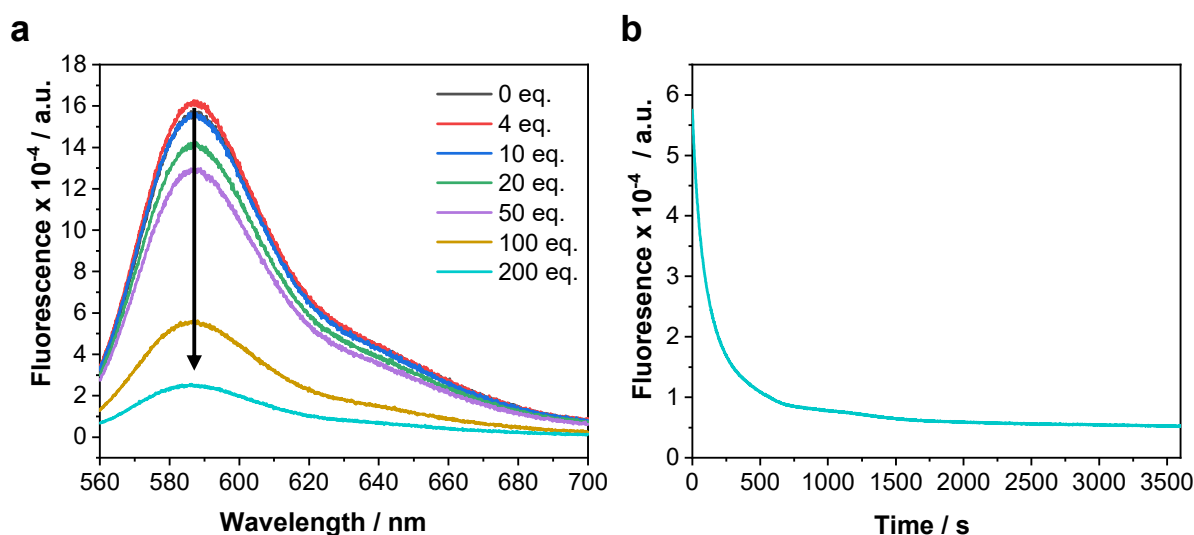 a
Fluorescence x 10-4 / a.u.
18
16
14
12
10
8
6
4
2
0
0 eq.
4 eq.
10 eq.
20 eq.
50 eq.
100 eq.
200 eq.
560 580 600 620 640 660 680 700
Wavelength / nm
b
Fluoresence x 10-4 / a.u.
6
5
4
3
2
1
0
0 500 1000 1500 2000 2500 3000 3500
Time / s